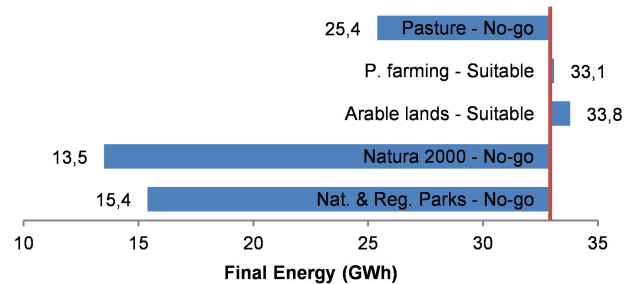 25,4 Pasture - No-go
P. farming - Suitable 33,1
Arable lands - Suitable 33,8
13,5 Natura 2000 - No-go
15,4 Nat. & Reg. Parks - No-go
10 15 20 25 30 35
Final Energy (GWh)